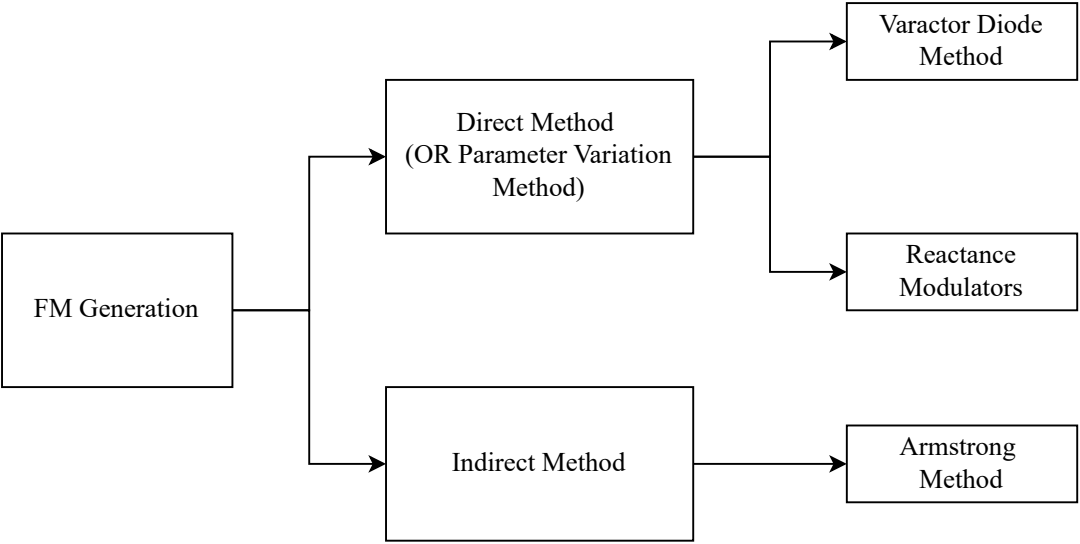 FM Generation
Direct Method
(OR Parameter Variation
Method)
Indirect Method
Varactor Diode
Method
Reactance
Modulators
Armstrong
Method